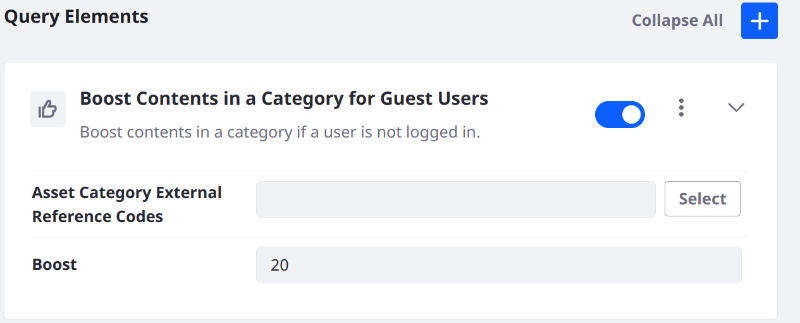 Query Elements
Collapse All
Boost Contents in a Category for Guest Users
Boost contents in a category if a user is not logged in.
Asset Category External
Reference Codes
Select
Boost
20